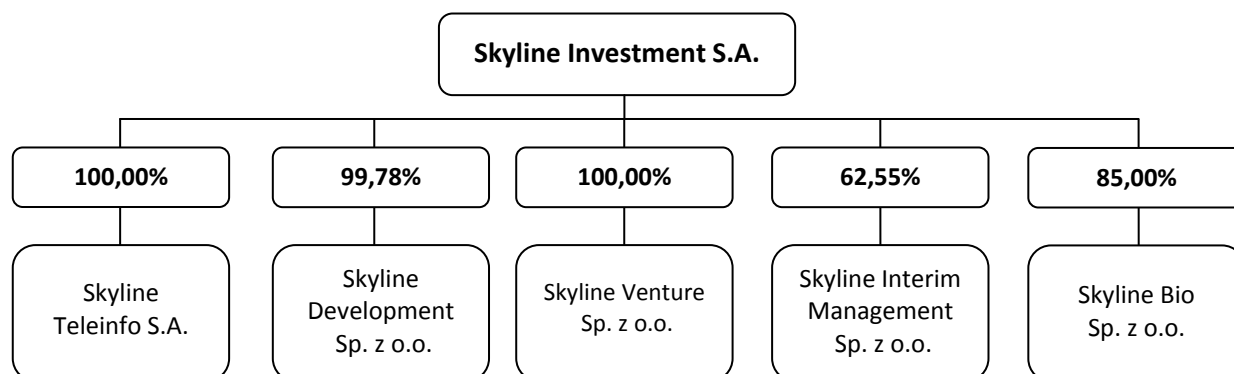 Skyline Investment S.A.
100,00%
99,78%
100,00%
62,55%
85,00%
Skyline
Teleinfo S.A.
Skyline
Development
Sp. z o.o.
Skyline Venture
Sp. z o.o.
Skyline Interim
Management
Sp. z o.o.
Skyline Bio
Sp. z o.o.